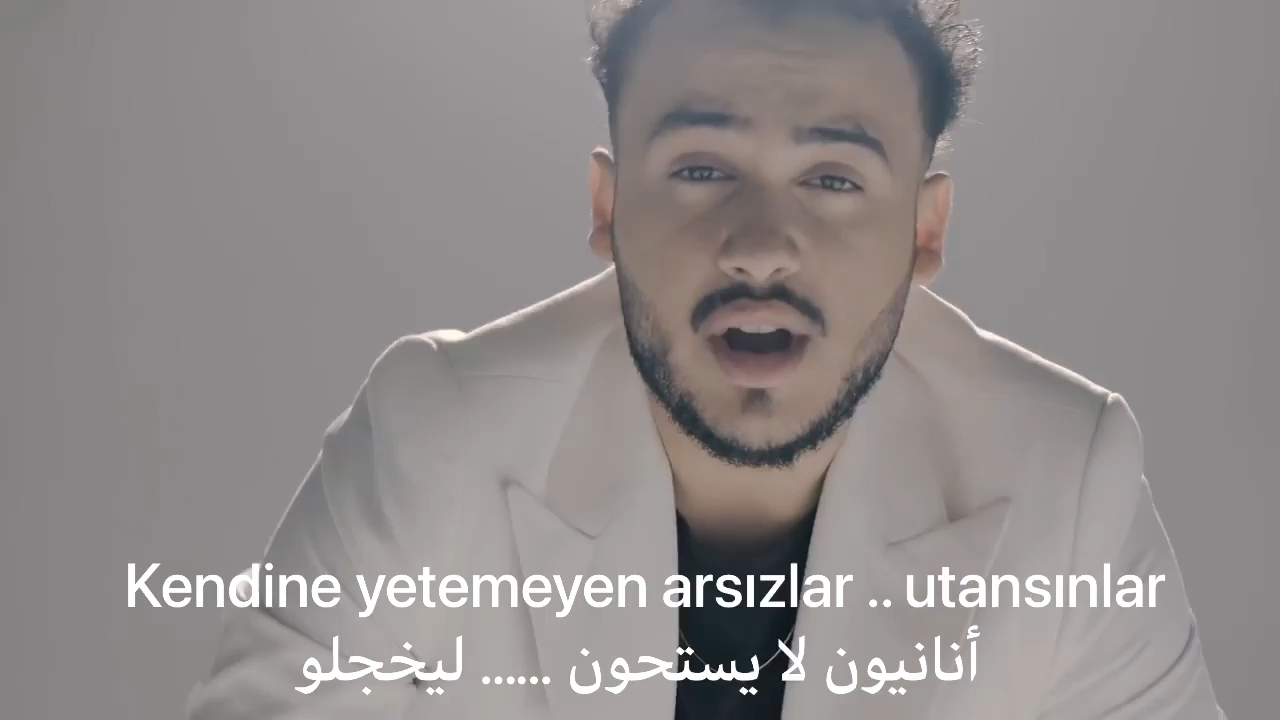 Kendine yetemeyen arsızlar .. utansınlar
أنانيون لا يستحون ...... ليخجلو